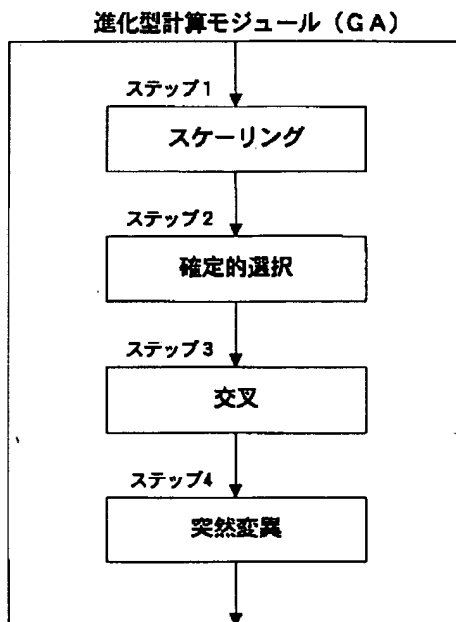 進化型計算モジュール(GA)
ステップ1
スケーリング
ステップ2
確定的選択
ステップ3
交叉
ステップ4
突然変異